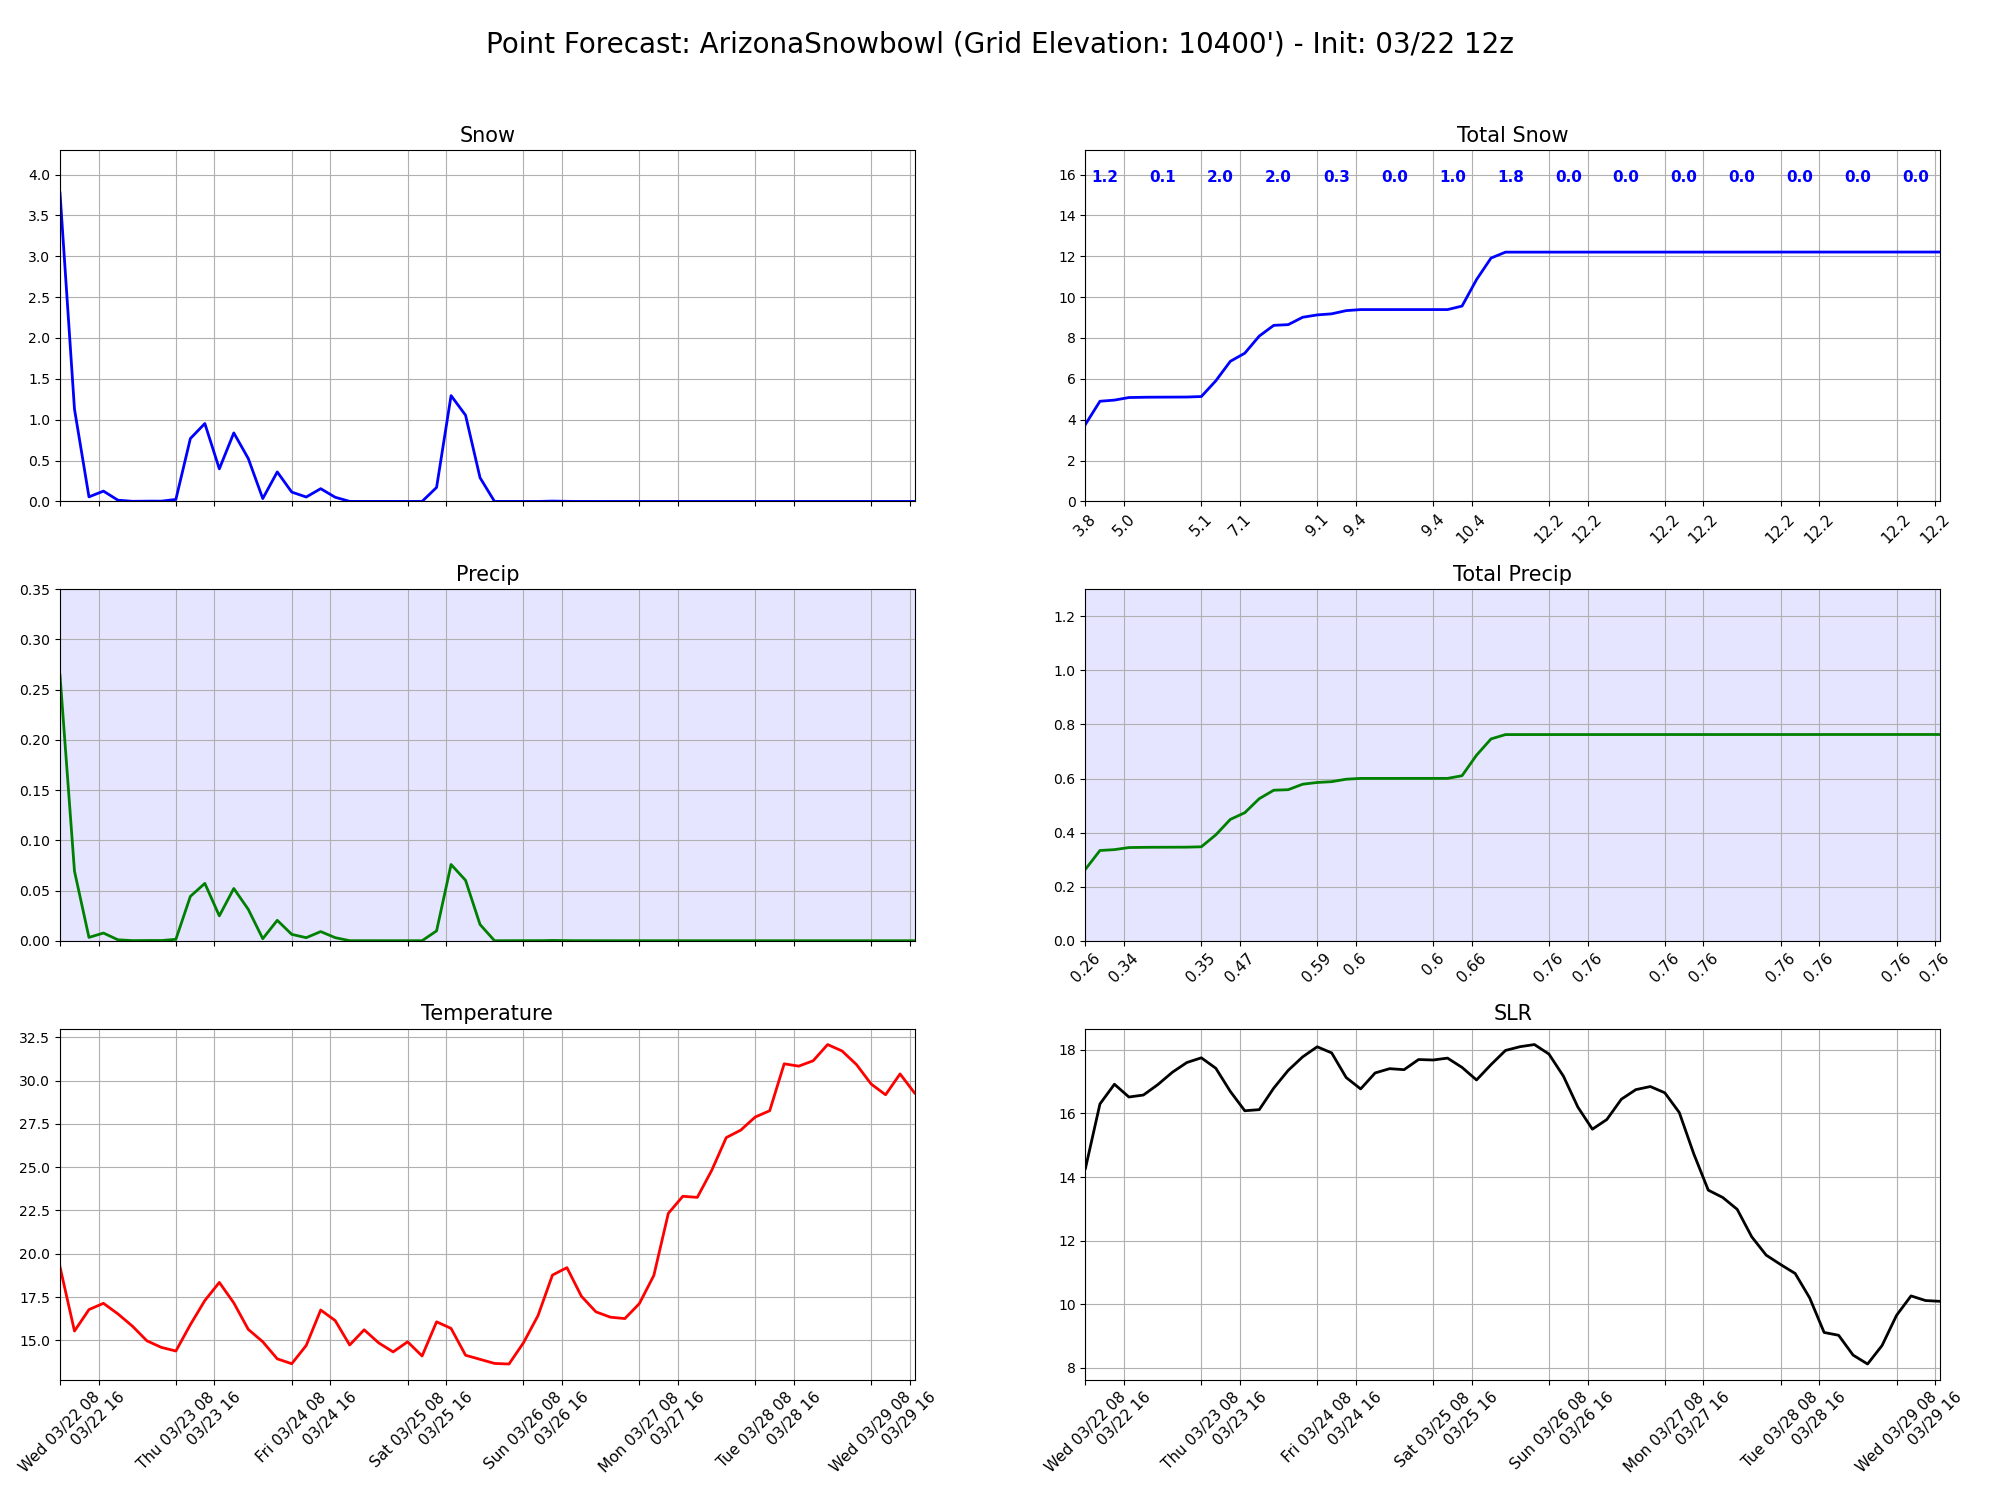 Point Forecast: ArizonaSnowbowl (Grid Elevation: 10400') - Init: 03/22 12z
Snow
4.0
3.5
3.0
2.5
2.0
1.5
1.0
0.5
0.0
Total Snow
1.2 0.1 2.0 2.0 0.3 0.0 1.0 1.8 0.0 0.0 0.0 0.0 0.0 0.0 0.0
16
14
12
10
8
6
4
2
0
3.8 5.0 5.1 7.1 9.1 9.4 9.4 10.4 12.2 12.2 12.2 12.2 12.2 12.2 12.2 12.2
Precip
0.35
0.30
0.25
0.20
0.15
0.10
0.05
0.00
Total Precip
1.2
1.0
0.8
0.6
0.4
0.2
0.0
0.26 0.34 0.35 0.47 0.59 0.6 0.6 0.66 0.76 0.76 0.76 0.76 0.76 0.76 0.76 0.76
Temperature
32.5
30.0
27.5
25.0
22.5
20.0
17.5
15.0
Wed 03/22 08
03/22 16
Thu 03/23 08
03/23 16
Fri 03/24 08
03/24 16
Sat 03/25 08
03/25 16
Sun 03/26 08
03/26 16
Mon 03/27 08
03/27 16
Tue 03/28 08
03/28 16
Wed 03/29 08
03/29 16
SLR
18
16
14
12
10
8
Wed 03/22 08
03/22 16
Thu 03/23 08
03/23 16
Fri 03/24 08
03/24 16
Sat 03/25 08
03/25 16
Sun 03/26 08
03/26 16
Mon 03/27 08
03/27 16
Tue 03/28 08
03/28 16
Wed 03/29 08
03/29 16